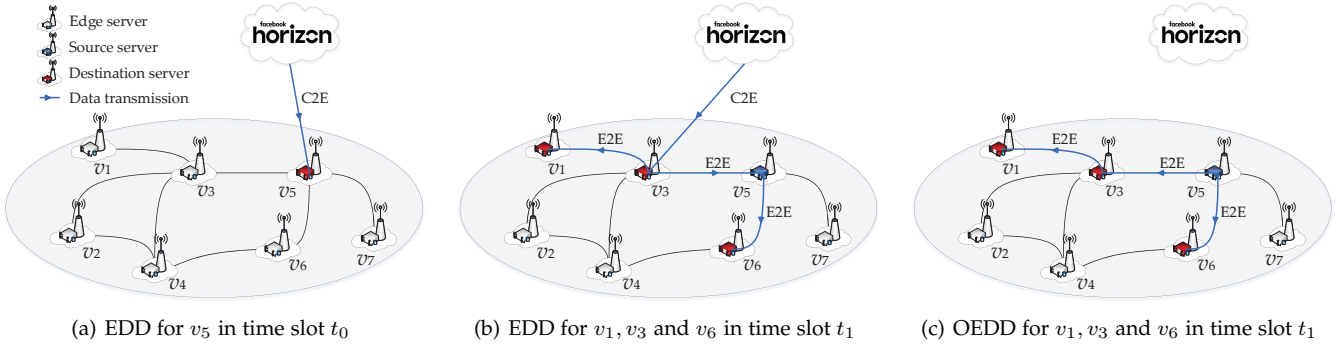 Edge server
Source server
Destination server
Data transmission
facebook
horizon
C2E
v1
v2
v3
v4
v5
v6
v7
(a) EDD for v5 in time slot t0
facebook
horizon
C2E
E2E
E2E
E2E
v1
v2
v3
v4
v5
v6
v7
(b) EDD for v1, v3 and v6 in time slot t1
facebook
horizon
E2E
E2E
E2E
v1
v2
v3
v4
v5
v6
v7
(c) OEDD for v1, v3 and v6 in time slot t1